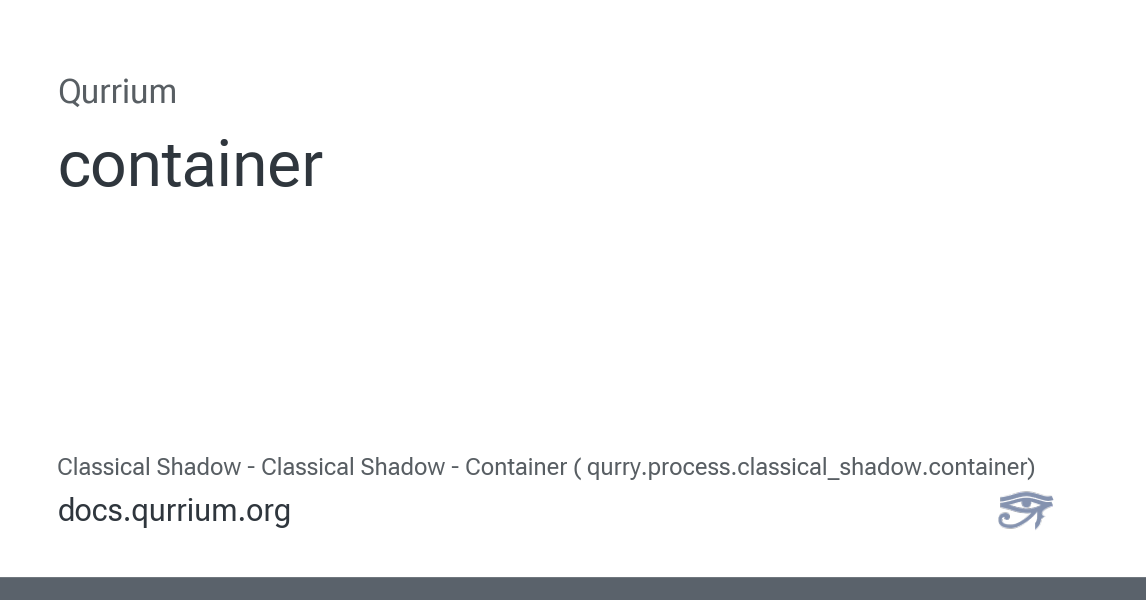 Qurrium
container
Classical Shadow - Classical Shadow - Container ( qurry.process.classical_shadow.container)
docs.qurrium.org